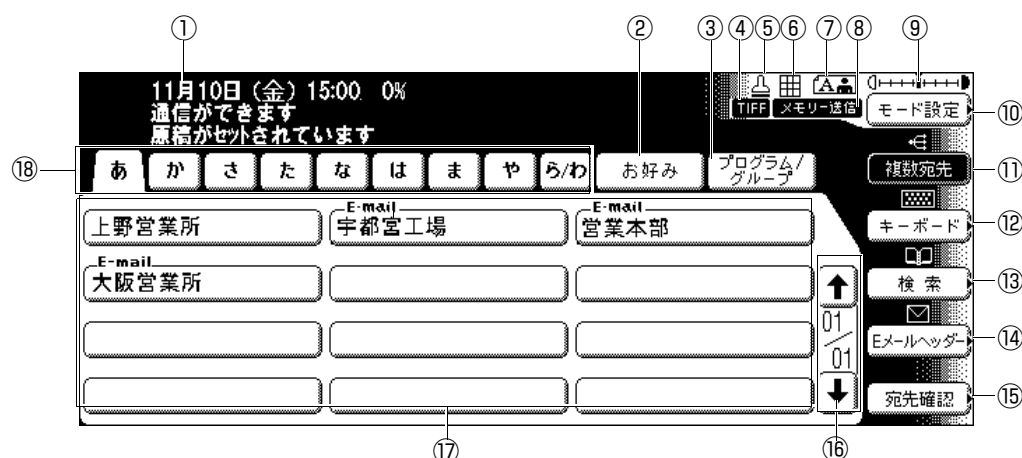 ① ② ③ ④ ⑤ ⑥ ⑦ ⑧ ⑨
11月10日（金）15:00 0%
通信ができます
原稿がセットされています
A
TIFF メモリー送信 モード設定 ⑩
⑱ あ か さ た な は ま や ら/わ お好み プログラム/グループ 複数宛先 ⑪
上野営業所 E-mail 宇都宮工場 E-mail 営業本部 キーボード ⑫
E-mail 大阪営業所 検索 ⑬
01/01 Eメールヘッダー ⑭
宛先確認 ⑮
⑰ ⑯